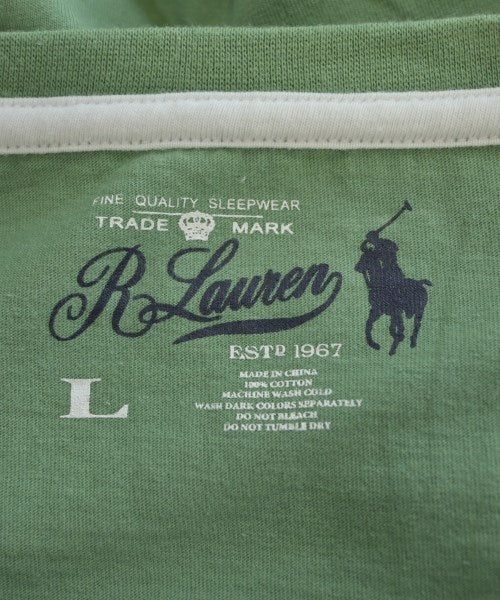 FINE QUALITY SLEEPWEAR
TRADE MARK
R Lauren
ESTD 1967
L
MADE IN CHINA
100% COTTON
MACHINE WASH COLD
WASH DARK COLORS SEPARATELY
DO NOT BLEACH
DO NOT TUMBLE DRY